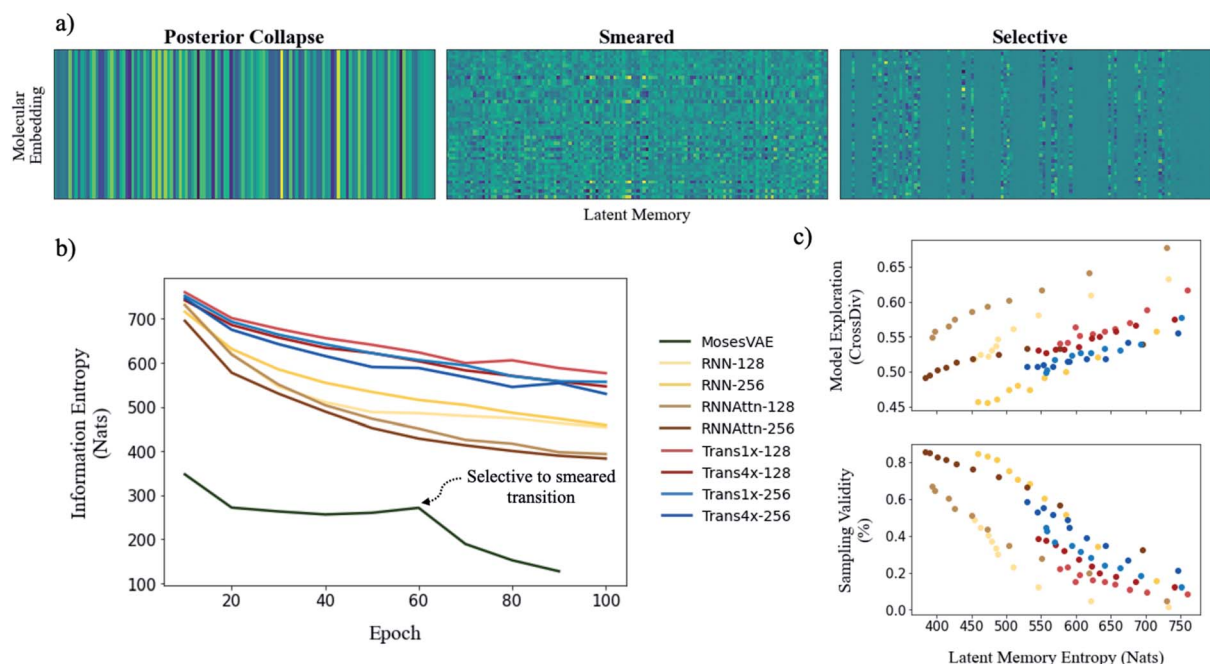 a)
Posterior Collapse
Smeared
Selective
Molecular
Embedding
Latent Memory
b)
Information Entropy
(Nats)
700
600
500
400
300
200
100
Selective to smeared
transition
20
40
60
80
100
Epoch
MosesVAE
RNN-128
RNN-256
RNNAttn-128
RNNAttn-256
Trans1x-128
Trans4x-128
Trans1x-256
Trans4x-256
c)
Model Exploration
(CrossDiv)
0.65
0.60
0.55
0.50
0.45
Sampling Validity
(%)
0.8
0.6
0.4
0.2
0.0
400
450
500
550
600
650
700
750
Latent Memory Entropy (Nats)